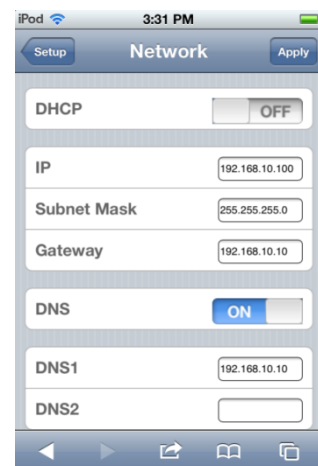 iPod 3:31 PM
Setup Network Apply
DHCP OFF
IP 192.168.10.100
Subnet Mask 255.255.255.0
Gateway 192.168.10.10
DNS ON
DNS1 192.168.10.10
DNS2